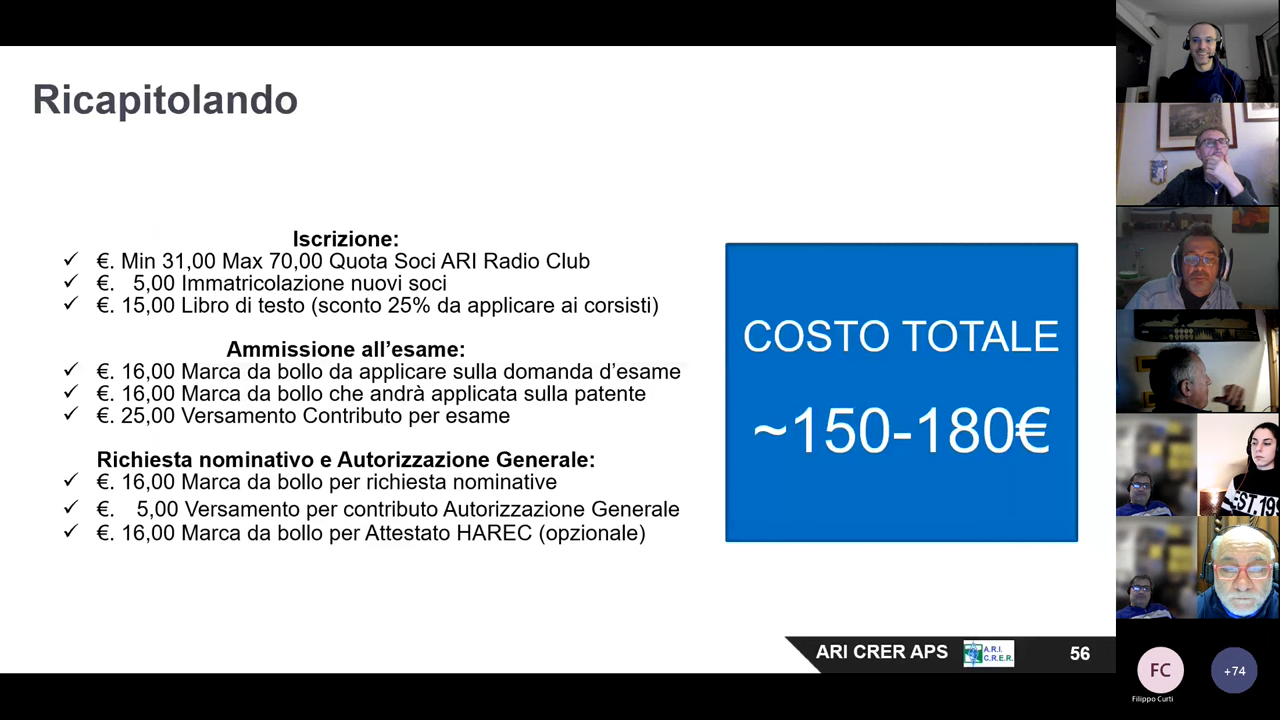 Ricapitolando
Iscrizione:
✓ €. Min 31,00 Max 70,00 Quota Soci ARI Radio Club
✓ €. 5,00 Immatricolazione nuovi soci
✓ €. 15,00 Libro di testo (sconto 25% da applicare ai corsisti)
Ammissione all’esame:
✓ €. 16,00 Marca da bollo da applicare sulla domanda d’esame
✓ €. 16,00 Marca da bollo che andrà applicata sulla patente
✓ €. 25,00 Versamento Contributo per esame
Richiesta nominativo e Autorizzazione Generale:
✓ €. 16,00 Marca da bollo per richiesta nominative
✓ €. 5,00 Versamento per contributo Autorizzazione Generale
✓ €. 16,00 Marca da bollo per Attestato HAREC (opzionale)
COSTO TOTALE
~150-180€
ARI CRER APS
A.R.I.
C.R.E.R.
56
EST.199
FC
Filippo Curti
+74